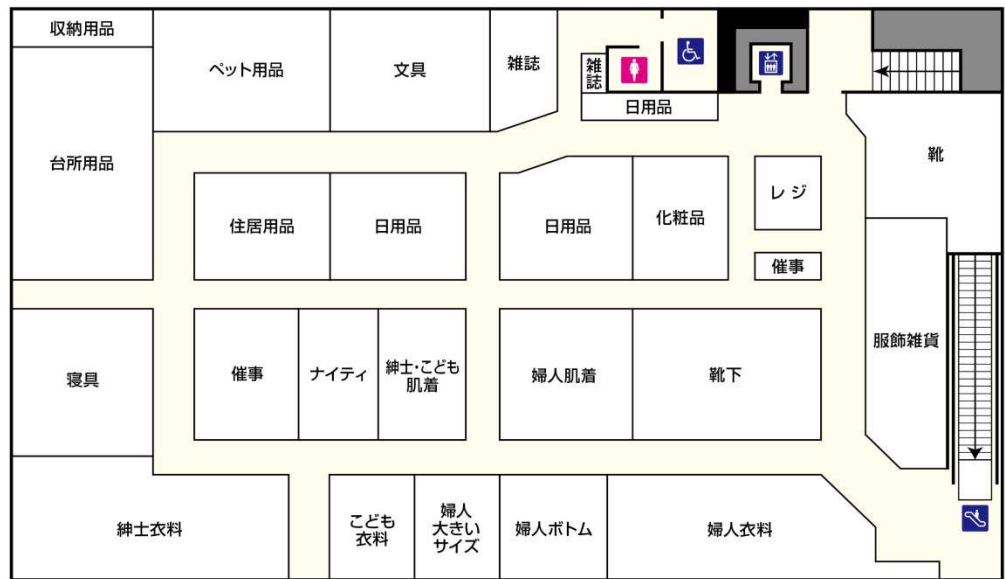 収納用品
ペット用品
文具
雑誌
雑誌
日用品
台所用品
靴
住居用品
日用品
日用品
化粧品
レジ
催事
寝具
催事
ナイティ
紳士・こども
肌着
婦人肌着
靴下
服飾雑貨
紳士衣料
こども
衣料
婦人
大きい
サイズ
婦人ボトム
婦人衣料